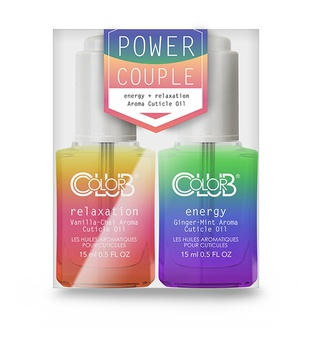 POWER
COUPLE
energy + relaxation
Aroma Cuticle Oil
COLOR CLUB
relaxation
Vanilla-Chai Aroma
Cuticle Oil
LES HUILES AROMATIQUES
POUR CUTICULES
15 ml 0.5 FL OZ
COLOR CLUB
energy
Ginger-Mint Aroma
Cuticle Oil
LES HUILES AROMATIQUES
POUR CUTICULES
15 ml 0.5 FL OZ